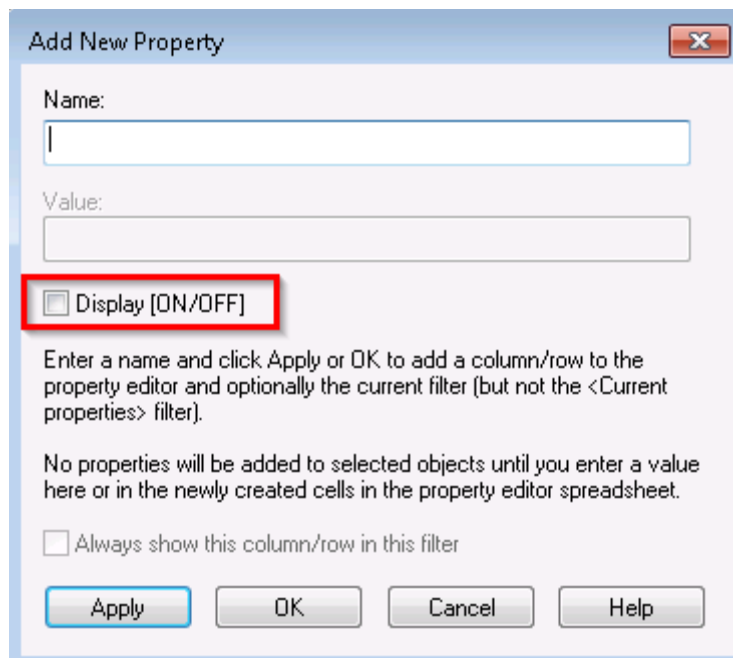 Add New Property
Name:
Value:
Display [ON/OFF]
Enter a name and click Apply or OK to add a column/row to the
property editor and optionally the current filter (but not the <Current
properties> filter).
No properties will be added to selected objects until you enter a value
here or in the newly created cells in the property editor spreadsheet.
Always show this column/row in this filter
Apply OK Cancel Help